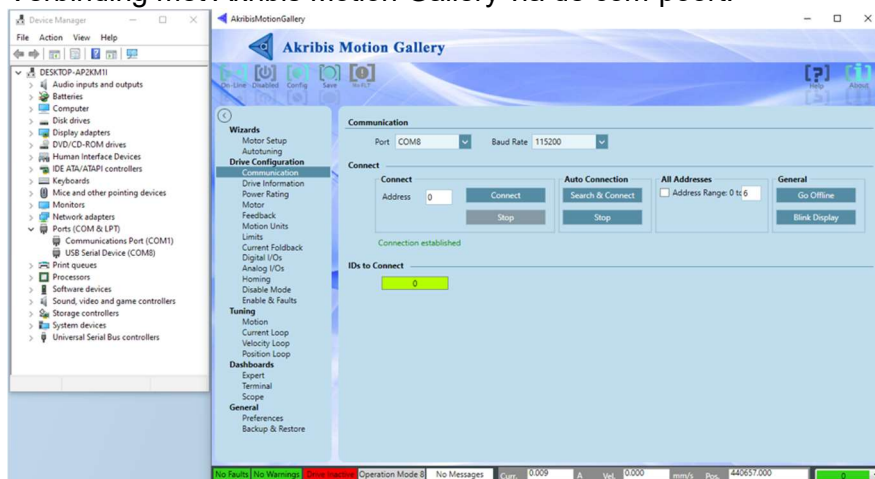 verbinding met Akribis Motion Gallery via de com poort.
Device Manager
File Action View Help
DESKTOP-AP2KM1I
Audio inputs and outputs
Batteries
Computer
Disk drives
Display adapters
DVD/CD-ROM drives
Human Interface Devices
IDE ATA/ATAPI controllers
Keyboards
Mice and other pointing devices
Monitors
Network adapters
Ports (COM & LPT)
Communications Port (COM1)
USB Serial Device (COM8)
Print queues
Processors
Software devices
Sound, video and game controllers
Storage controllers
System devices
Universal Serial Bus controllers
AkribisMotionGallery
Akribis Motion Gallery
On-Line Disabled Config Save No FLT
Help About
Wizards
Motor Setup
Autotuning
Drive Configuration
Communication
Drive Information
Power Rating
Motor
Feedback
Motion Units
Limits
Current Foldback
Digital I/Os
Analog I/Os
Homing
Disable Mode
Enable & Faults
Tuning
Motion
Current Loop
Velocity Loop
Position Loop
Dashboards
Expert
Terminal
Scope
General
Preferences
Backup & Restore
Communication
Port COM8 Baud Rate 115200
Connect
Connect
Address 0 Connect
Stop
Connection established
Auto Connection
Search & Connect
Stop
All Addresses
Address Range: 0 to 6
General
Go Offline
Blink Display
IDs to Connect
0
No Faults No Warnings Drive Inactive Operation Mode 8 No Messages Curr. 0.009 A Vel. 0.000 mm/s Pos. 440657.000 0